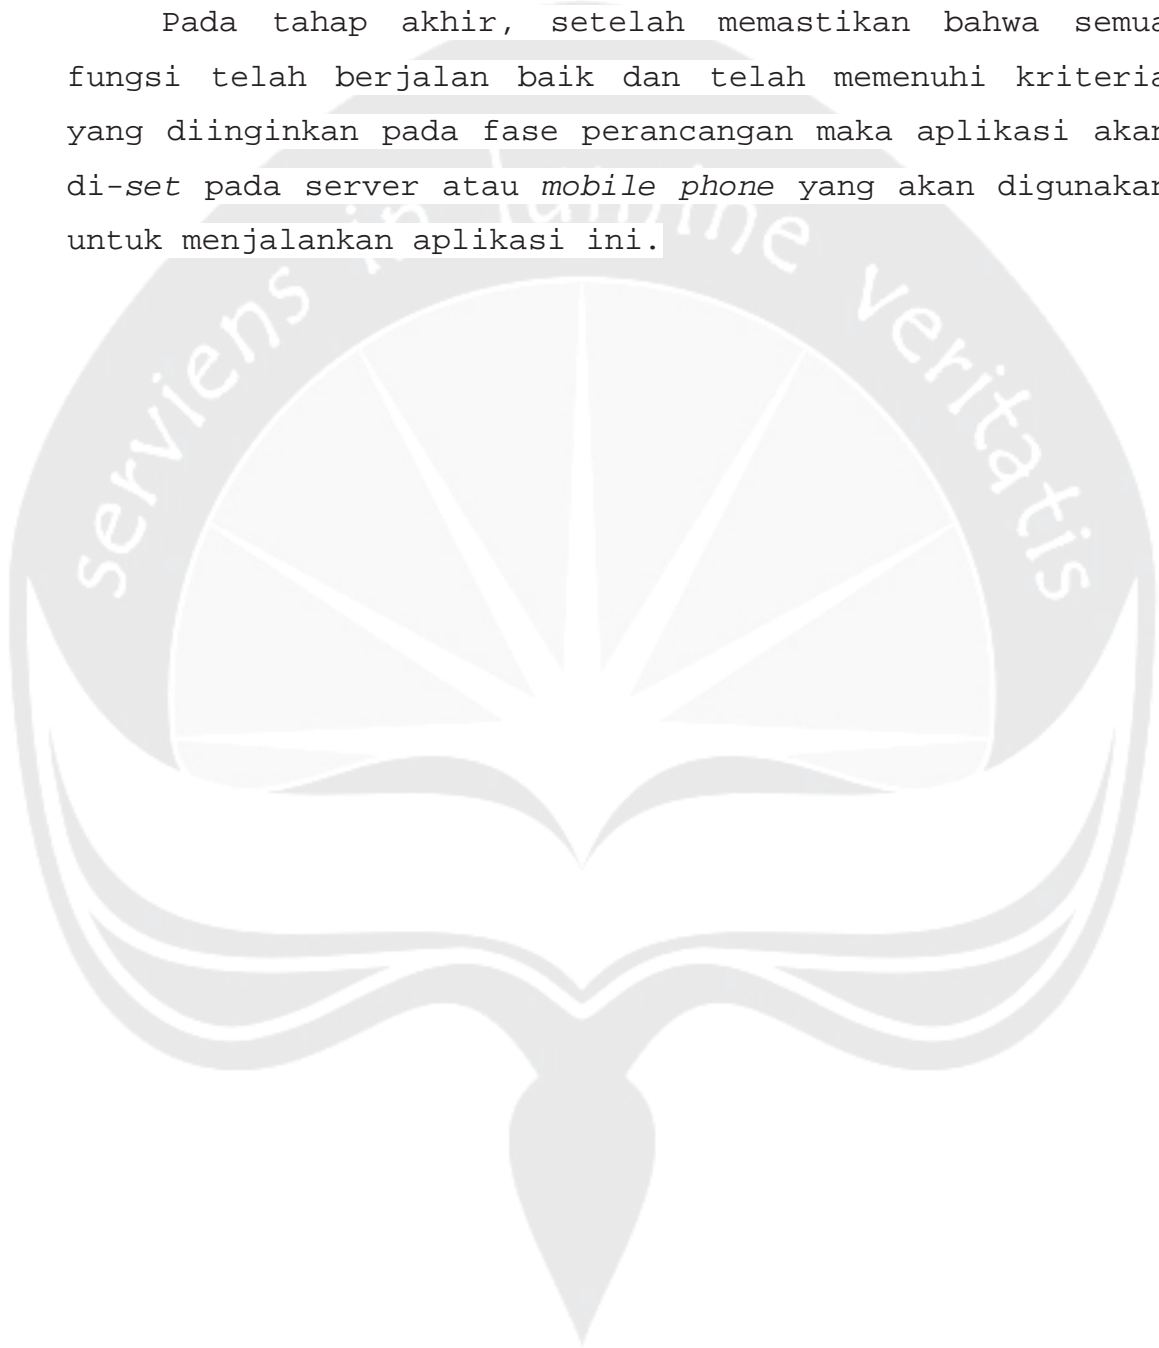 Pada tahap akhir, setelah memastikan bahwa semua
fungsi telah berjalan baik dan telah memenuhi kriteria
yang diinginkan pada fase perancangan maka aplikasi akan
di-set pada server atau mobile phone yang akan digunakan
untuk menjalankan aplikasi ini.
serviens in lumine veritatis